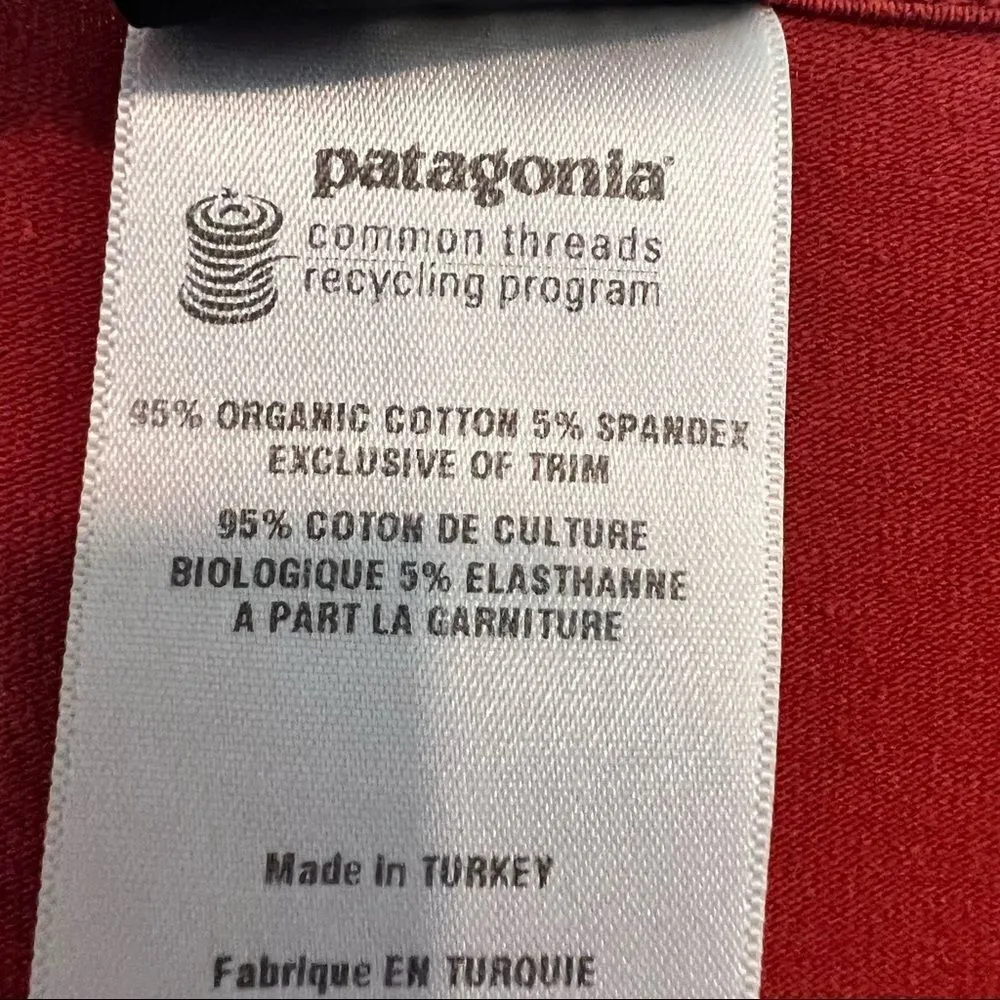 patagonia
common threads
recycling program
95% ORGANIC COTTON 5% SPANDEX
EXCLUSIVE OF TRIM
95% COTON DE CULTURE
BIOLOGIQUE 5% ELASTHANNE
A PART LA GARNITURE
Made in TURKEY
Fabrique EN TURQUIE